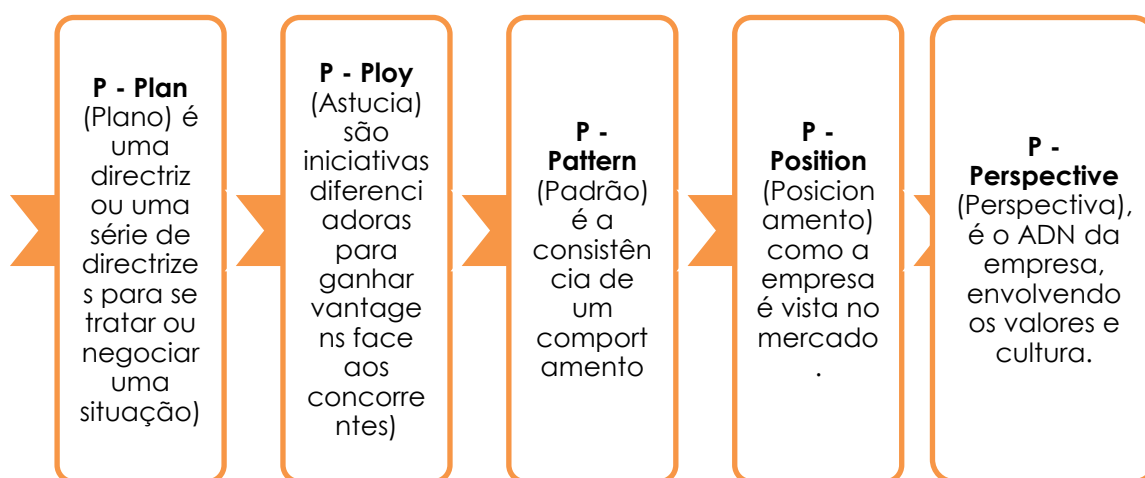 P - Plan
(Plano) é
uma
directriz
ou uma
série de
directrize
s para se
tratar ou
negociar
uma
situação)
P - Ploy
(Astucia)
são
iniciativas
diferenci
adoras
para
ganhar
vantage
ns face
aos
concorre
ntes)
P -
Pattern
(Padrão)
é a
consistên
cia de
um
comport
amento
P -
Position
(Posicion
amento)
como a
empresa
é vista no
mercado
.
P -
Perspective
(Perspectiva),
é o ADN da
empresa,
envolvendo
os valores e
cultura.